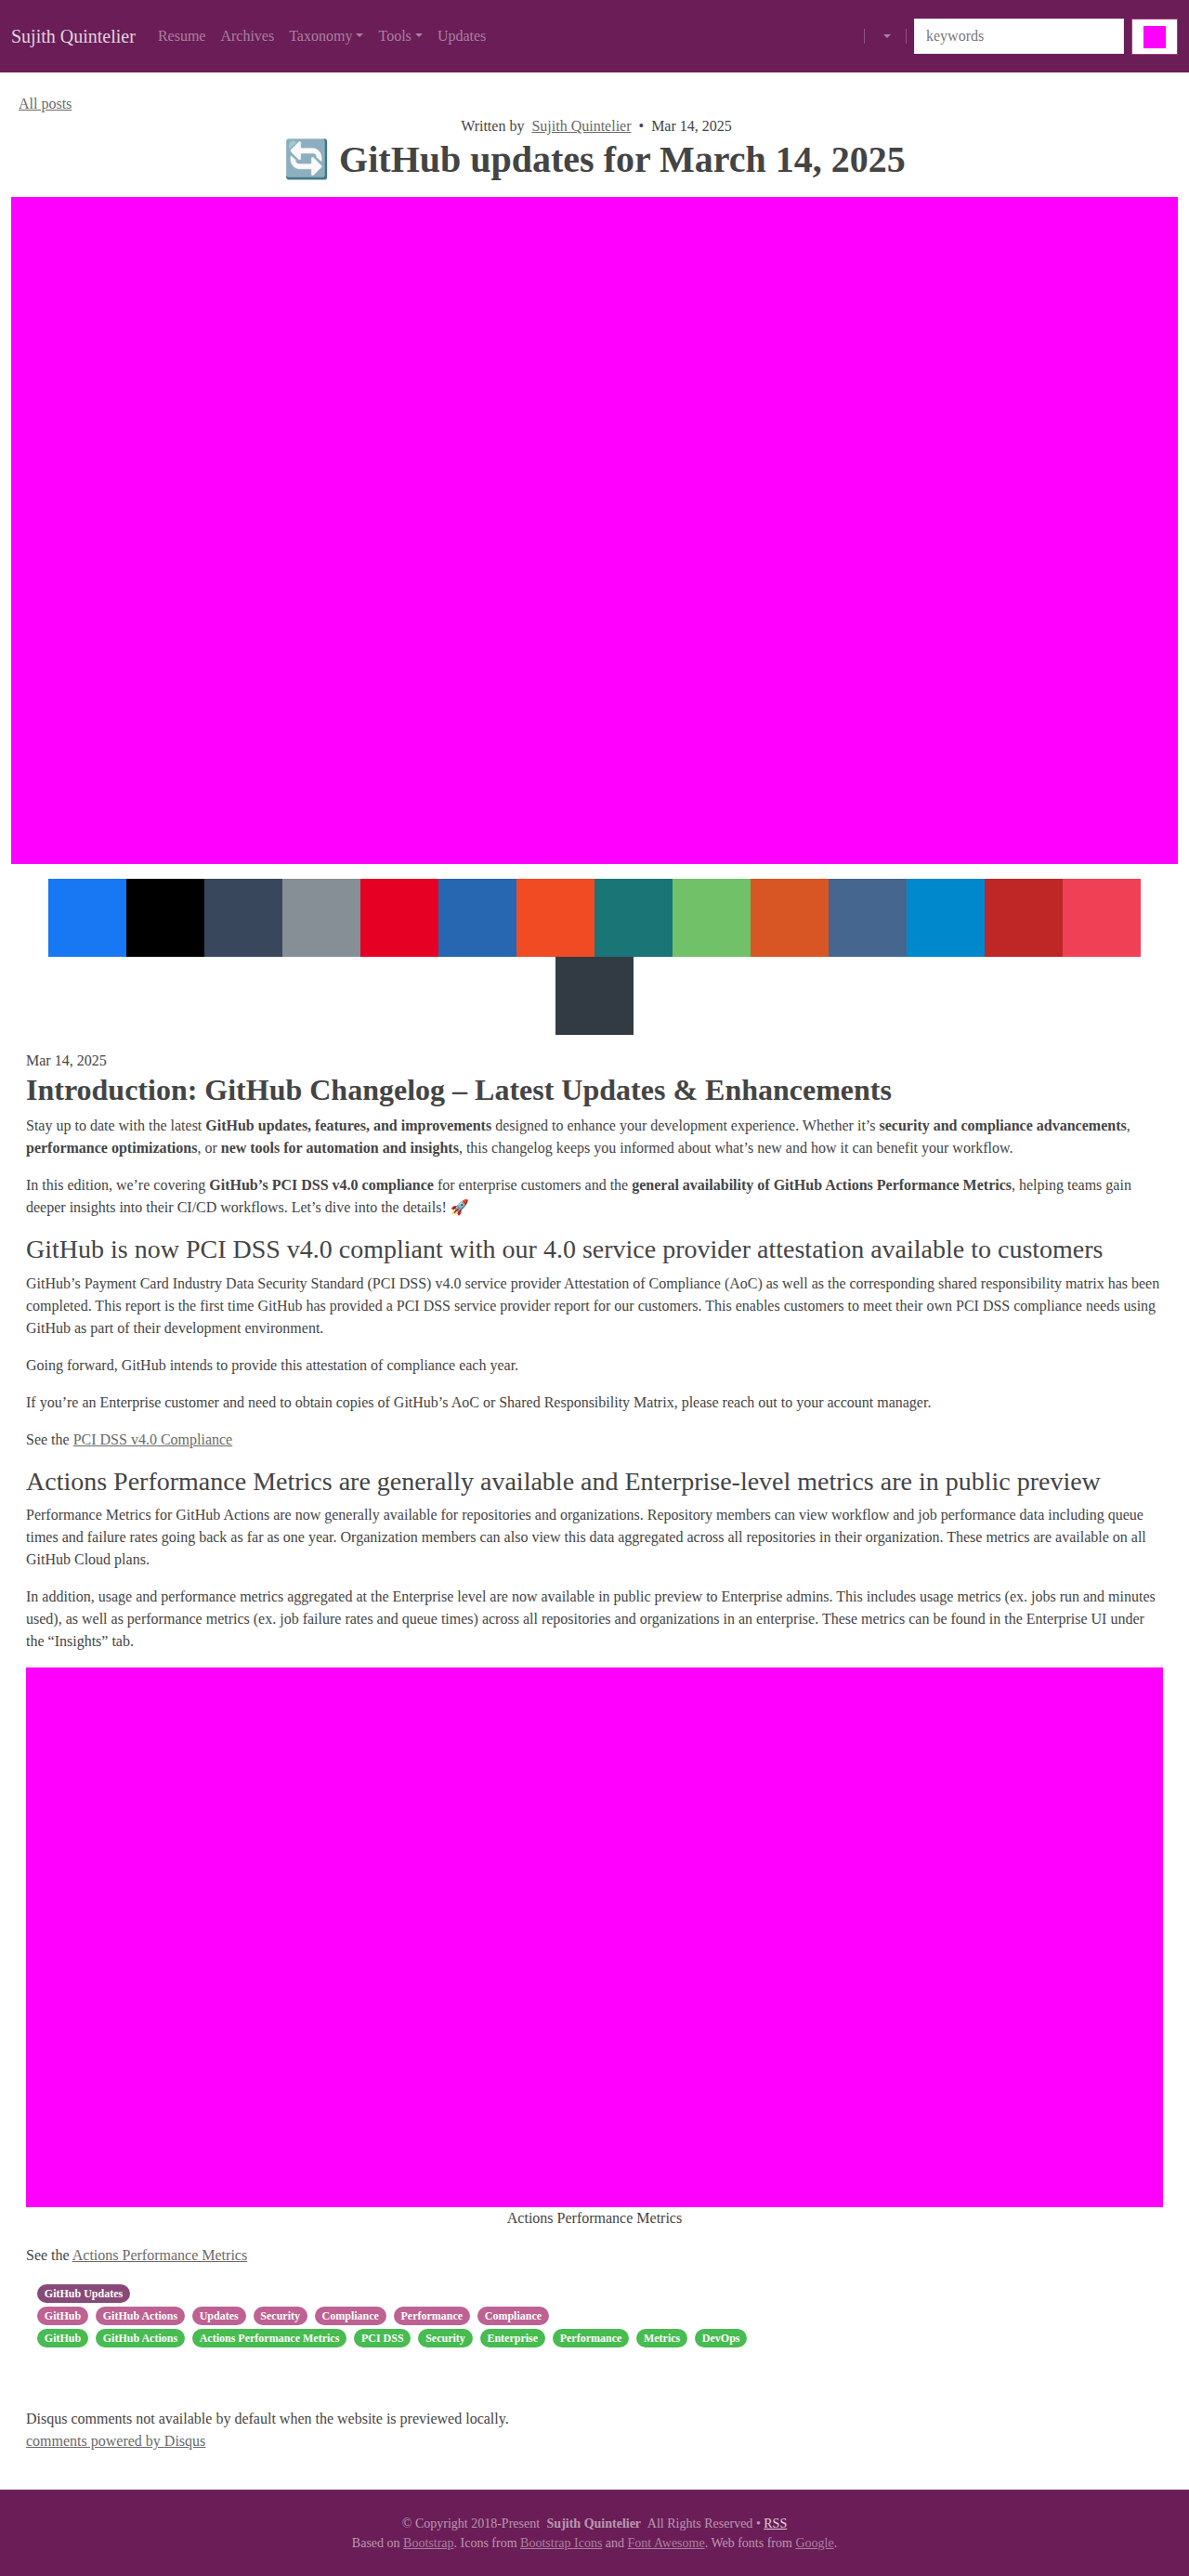 Sujith Quintelier Resume Archives Taxonomy Tools Updates keywords
All posts
Written by Sujith Quintelier • Mar 14, 2025
🔄 GitHub updates for March 14, 2025
Mar 14, 2025
Introduction: GitHub Changelog – Latest Updates & Enhancements
Stay up to date with the latest GitHub updates, features, and improvements designed to enhance your development experience. Whether it’s security and compliance advancements,
performance optimizations, or new tools for automation and insights, this changelog keeps you informed about what’s new and how it can benefit your workflow.
In this edition, we’re covering GitHub’s PCI DSS v4.0 compliance for enterprise customers and the general availability of GitHub Actions Performance Metrics, helping teams gain
deeper insights into their CI/CD workflows. Let’s dive into the details! 🚀
GitHub is now PCI DSS v4.0 compliant with our 4.0 service provider attestation available to customers
GitHub’s Payment Card Industry Data Security Standard (PCI DSS) v4.0 service provider Attestation of Compliance (AoC) as well as the corresponding shared responsibility matrix has been
completed. This report is the first time GitHub has provided a PCI DSS service provider report for our customers. This enables customers to meet their own PCI DSS compliance needs using
GitHub as part of their development environment.
Going forward, GitHub intends to provide this attestation of compliance each year.
If you’re an Enterprise customer and need to obtain copies of GitHub’s AoC or Shared Responsibility Matrix, please reach out to your account manager.
See the PCI DSS v4.0 Compliance
Actions Performance Metrics are generally available and Enterprise-level metrics are in public preview
Performance Metrics for GitHub Actions are now generally available for repositories and organizations. Repository members can view workflow and job performance data including queue
times and failure rates going back as far as one year. Organization members can also view this data aggregated across all repositories in their organization. These metrics are available on all
GitHub Cloud plans.
In addition, usage and performance metrics aggregated at the Enterprise level are now available in public preview to Enterprise admins. This includes usage metrics (ex. jobs run and minutes
used), as well as performance metrics (ex. job failure rates and queue times) across all repositories and organizations in an enterprise. These metrics can be found in the Enterprise UI under
the “Insights” tab.
Actions Performance Metrics
See the Actions Performance Metrics
GitHub Updates
GitHub GitHub Actions Updates Security Compliance Performance Compliance
GitHub GitHub Actions Actions Performance Metrics PCI DSS Security Enterprise Performance Metrics DevOps
Disqus comments not available by default when the website is previewed locally.
comments powered by Disqus
© Copyright 2018-Present Sujith Quintelier All Rights Reserved • RSS
Based on Bootstrap. Icons from Bootstrap Icons and Font Awesome. Web fonts from Google.